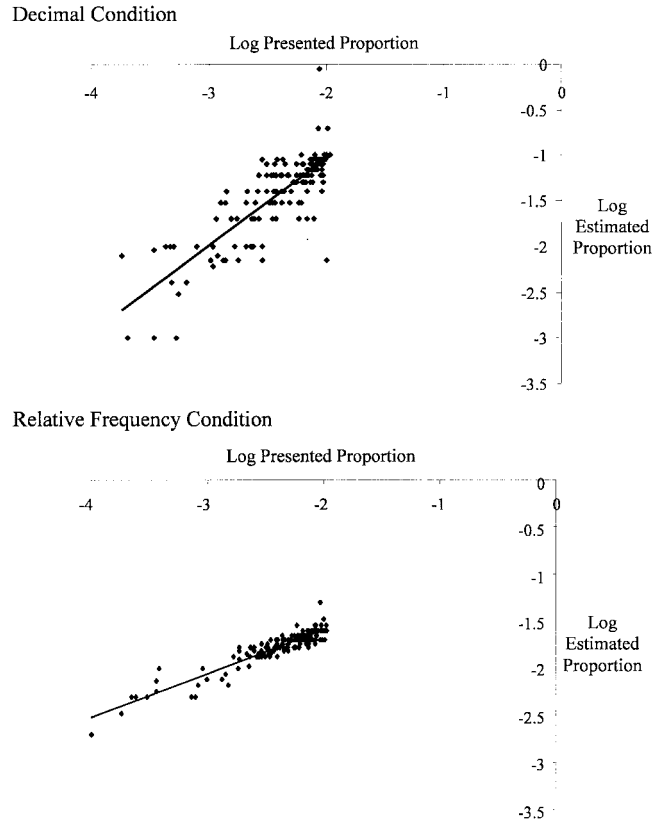 Decimal Condition
Log Presented Proportion
-4 -3 -2 -1 0
0
-0.5
-1
-1.5
-2
-2.5
-3
-3.5
Log
Estimated
Proportion
Relative Frequency Condition
Log Presented Proportion
-4 -3 -2 -1 0
0
-0.5
-1
-1.5
-2
-2.5
-3
-3.5
Log
Estimated
Proportion